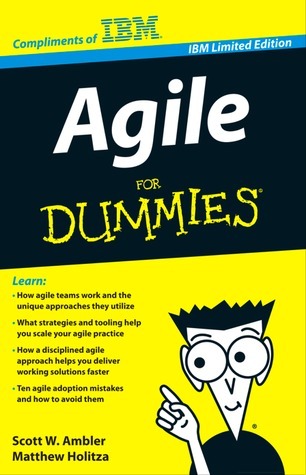 Compliments of IBM®
IBM Limited Edition
Agile
FOR
DUMMIES®
Learn:
• How agile teams work and the
unique approaches they utilize
• What strategies and tooling help
you scale your agile practice
• How a disciplined agile
approach helps you deliver
working solutions faster
• Ten agile adoption mistakes
and how to avoid them
Scott W. Ambler
Matthew Holitza
®